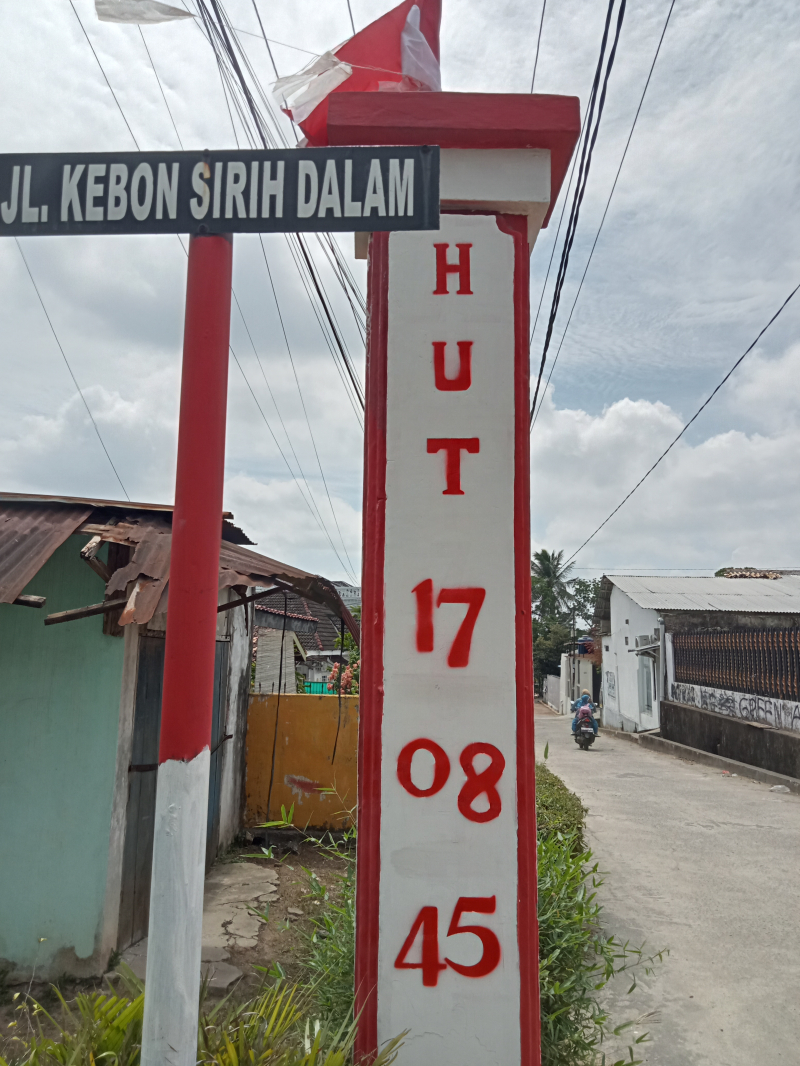 JL. KEBON SIRIH DALAM
H
U
T
17
08
45